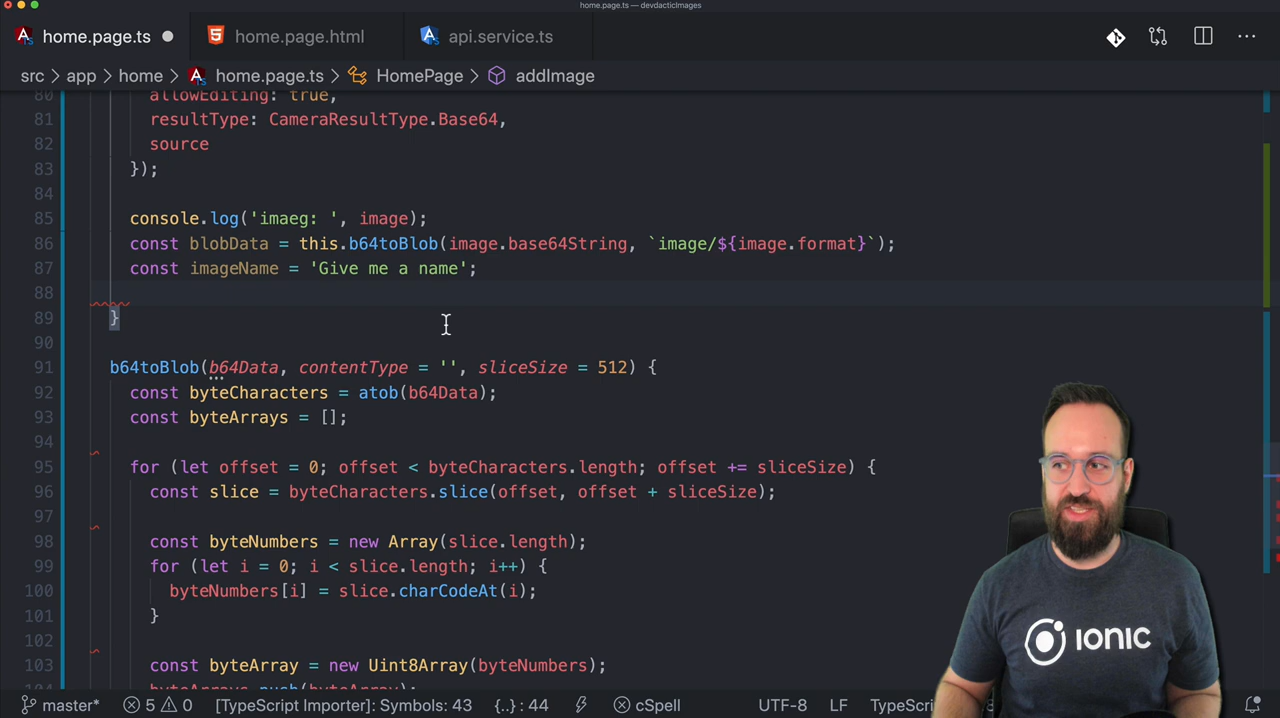 home.page.ts — devdacticImages
home.page.ts home.page.html api.service.ts
src > app > home > home.page.ts > HomePage > addImage
80 allowEditing: true,
81 resultType: CameraResultType.Base64,
82 source
83 });
84
85 console.log('imaeg: ', image);
86 const blobData = this.b64toBlob(image.base64String, `image/${image.format}`);
87 const imageName = 'Give me a name';
88
89 }
90
91 b64toBlob(b64Data, contentType = '', sliceSize = 512) {
92 const byteCharacters = atob(b64Data);
93 const byteArrays = [];
94
95 for (let offset = 0; offset < byteCharacters.length; offset += sliceSize) {
96 const slice = byteCharacters.slice(offset, offset + sliceSize);
97
98 const byteNumbers = new Array(slice.length);
99 for (let i = 0; i < slice.length; i++) {
100 byteNumbers[i] = slice.charCodeAt(i);
101 }
102
103 const byteArray = new Uint8Array(byteNumbers);
104 byteArrays.push(byteArray);
IONIC
master* 5 0 [TypeScript Importer]: Symbols: 43 {..} : 44 cSpell UTF-8 LF TypeSc